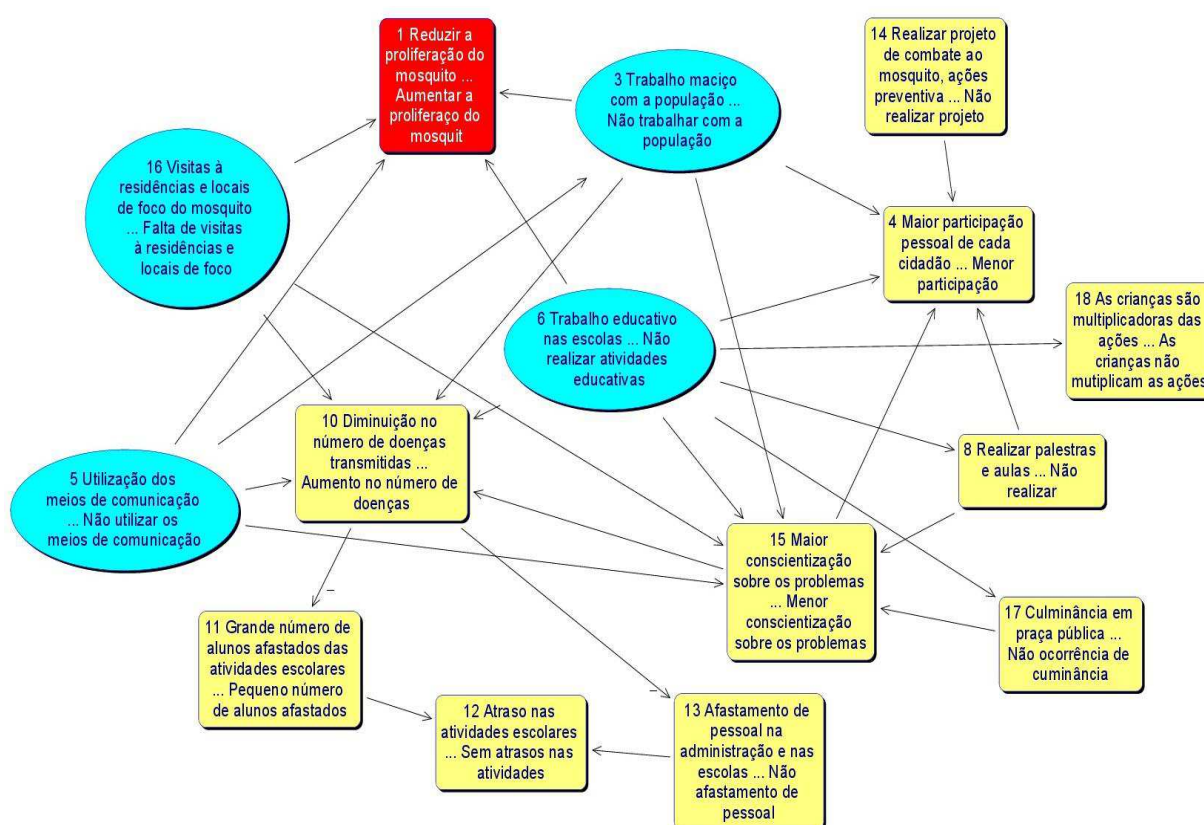 1 Reduzir a
proliferação do
mosquito ...
Aumentar a
proliferaço do
mosquit
14 Realizar projeto
de combate ao
mosquito, ações
preventiva ... Não
realizar projeto
3 Trabalho maciço
com a população ...
Não trabalhar com a
população
16 Visitas à
residências e locais
de foco do mosquito
... Falta de visitas
à residências e
locais de foco
4 Maior participação
pessoal de cada
cidadão ... Menor
participação
18 As crianças são
multiplicadoras das
ações ... As
crianças não
mutiplicam as ações
6 Trabalho educativo
nas escolas ... Não
realizar atividades
educativas
10 Diminuição no
número de doenças
transmitidas ...
Aumento no número de
doenças
8 Realizar palestras
e aulas ... Não
realizar
5 Utilização dos
meios de comunicação
... Não utilizar os
meios de comunicação
15 Maior
conscientização
sobre os problemas
... Menor
conscientização
sobre os problemas
17 Culminância em
praça pública ...
Não ocorrência de
cuminância
–
11 Grande número de
alunos afastados das
atividades escolares
... Pequeno número
de alunos afastados
–
12 Atraso nas
atividades escolares
... Sem atrasos nas
atividades
13 Afastamento de
pessoal na
administração e nas
escolas ... Não
afastamento de
pessoal